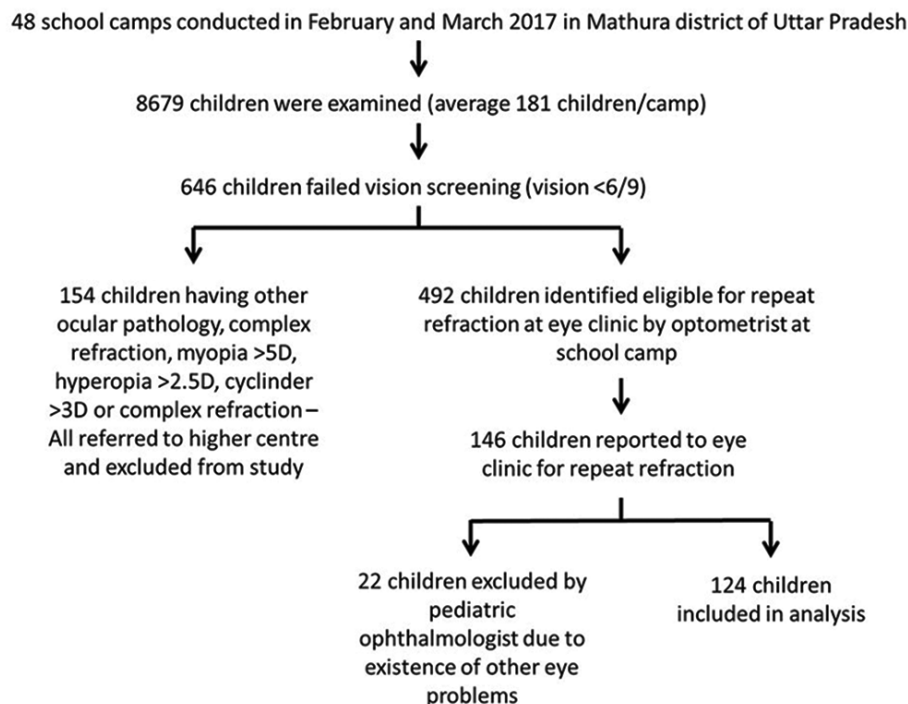 48 school camps conducted in February and March 2017 in Mathura district of Uttar Pradesh
8679 children were examined (average 181 children/camp)
646 children failed vision screening (vision <6/9)
154 children having other
ocular pathology, complex
refraction, myopia >5D,
hyperopia >2.5D, cyclinder
>3D or complex refraction –
All referred to higher centre
and excluded from study
492 children identified eligible for repeat
refraction at eye clinic by optometrist at
school camp
146 children reported to eye
clinic for repeat refraction
22 children excluded by
pediatric
ophthalmologist due to
existence of other eye
problems
124 children
included in analysis